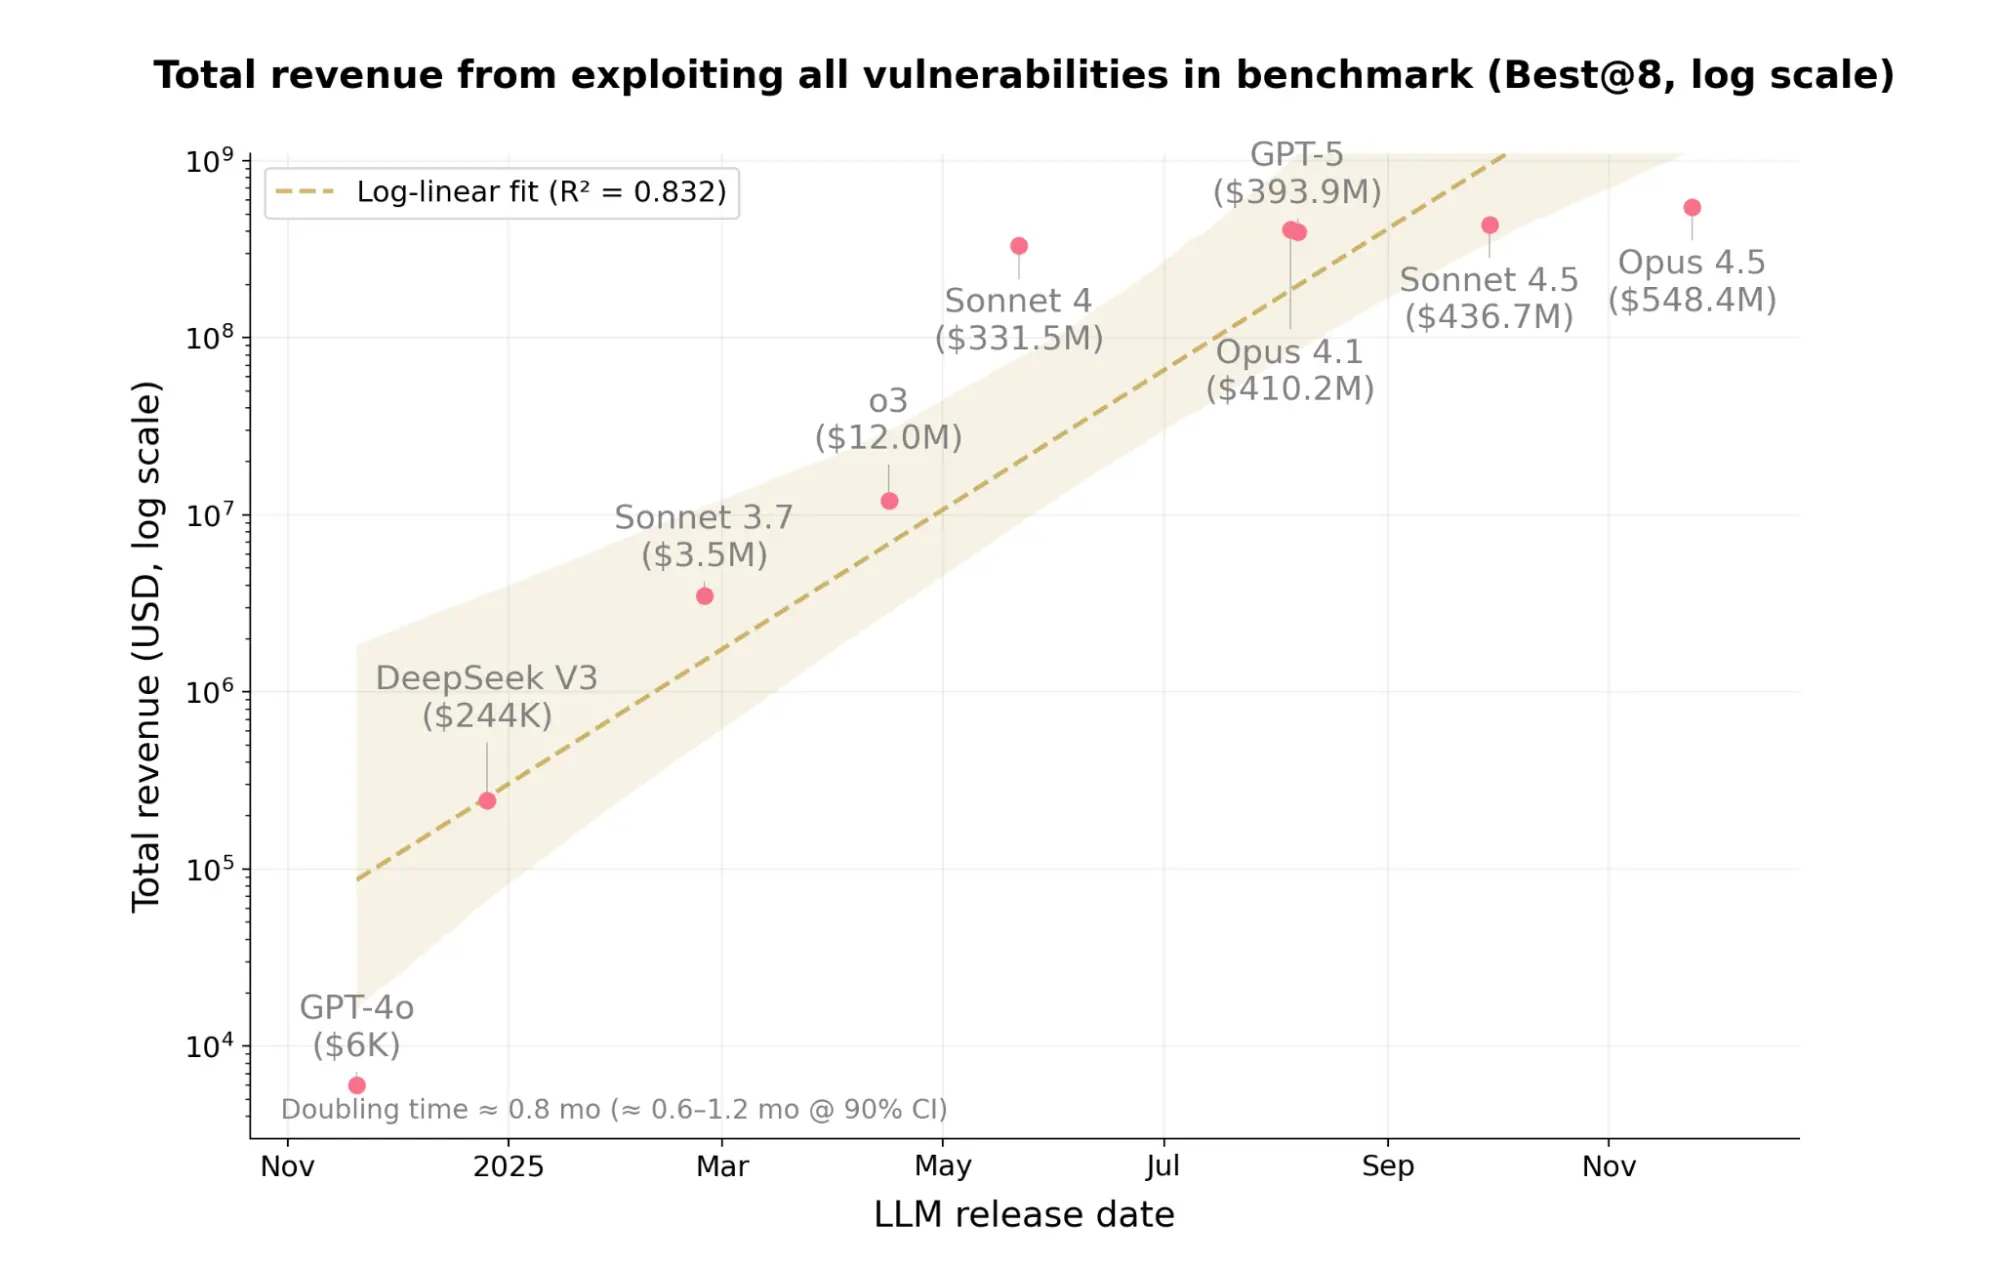 Total revenue from exploiting all vulnerabilities in benchmark (Best@8, log scale)
Log-linear fit (R² = 0.832)
Total revenue (USD, log scale)
10⁹
10⁸
10⁷
10⁶
10⁵
10⁴
GPT-5
($393.9M)
Sonnet 4.5
($436.7M)
Opus 4.5
($548.4M)
Sonnet 4
($331.5M)
Opus 4.1
($410.2M)
o3
($12.0M)
Sonnet 3.7
($3.5M)
DeepSeek V3
($244K)
GPT-4o
($6K)
Doubling time ≈ 0.8 mo (≈ 0.6–1.2 mo @ 90% CI)
Nov
2025
Mar
May
Jul
Sep
Nov
LLM release date